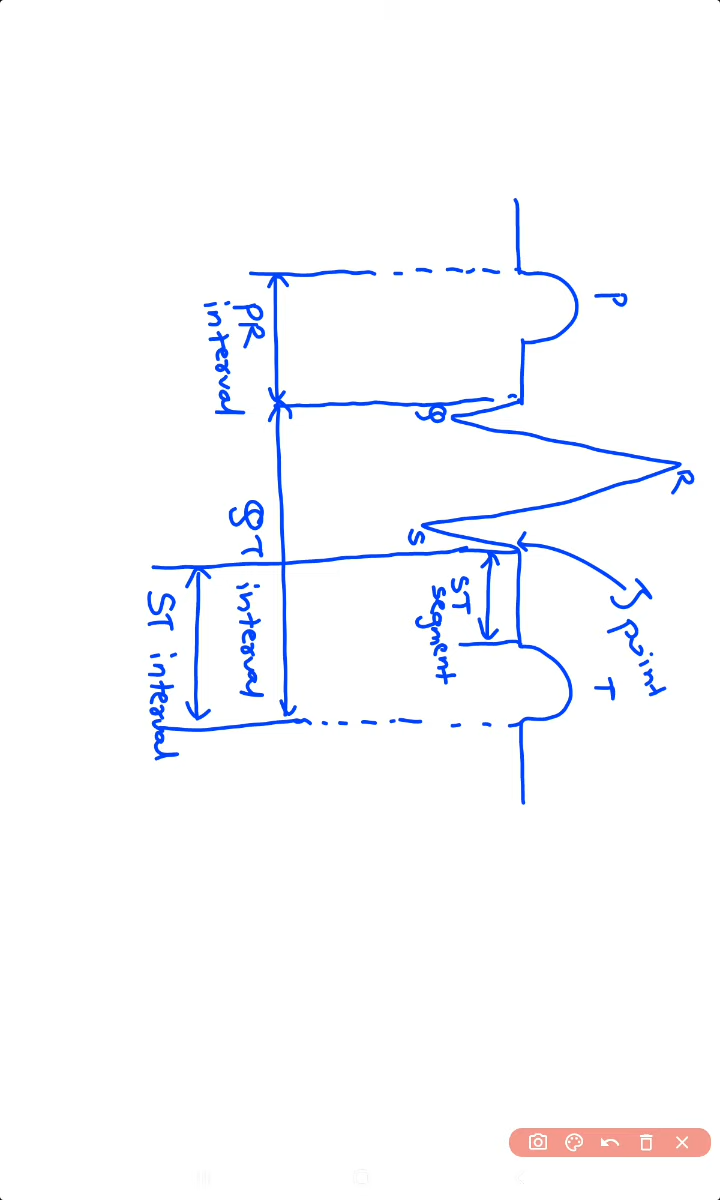 P
R
Q
S
J point
T
PR
interval
ST
segment
QT interval
ST interval